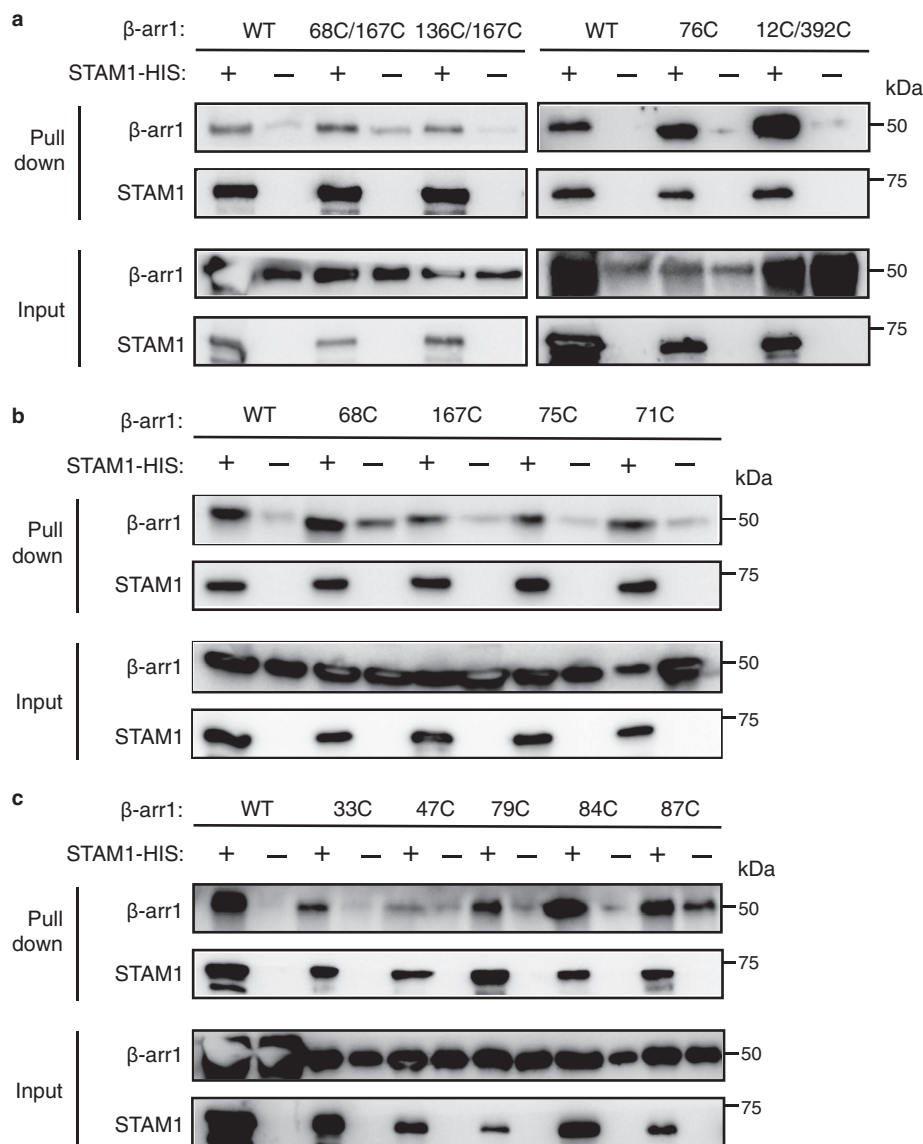 a
β-arr1: WT 68C/167C 136C/167C WT 76C 12C/392C
STAM1-HIS: + − + − + − + − + − + −
kDa
Pull down
β-arr1 50
STAM1 75
Input
β-arr1 50
STAM1 75
b
β-arr1: WT 68C 167C 75C 71C
STAM1-HIS: + − + − + − + − + −
kDa
Pull down
β-arr1 50
STAM1 75
Input
β-arr1 50
STAM1 75
c
β-arr1: WT 33C 47C 79C 84C 87C
STAM1-HIS: + − + − + − + − + − + −
kDa
Pull down
β-arr1 50
STAM1 75
Input
β-arr1 50
STAM1 75